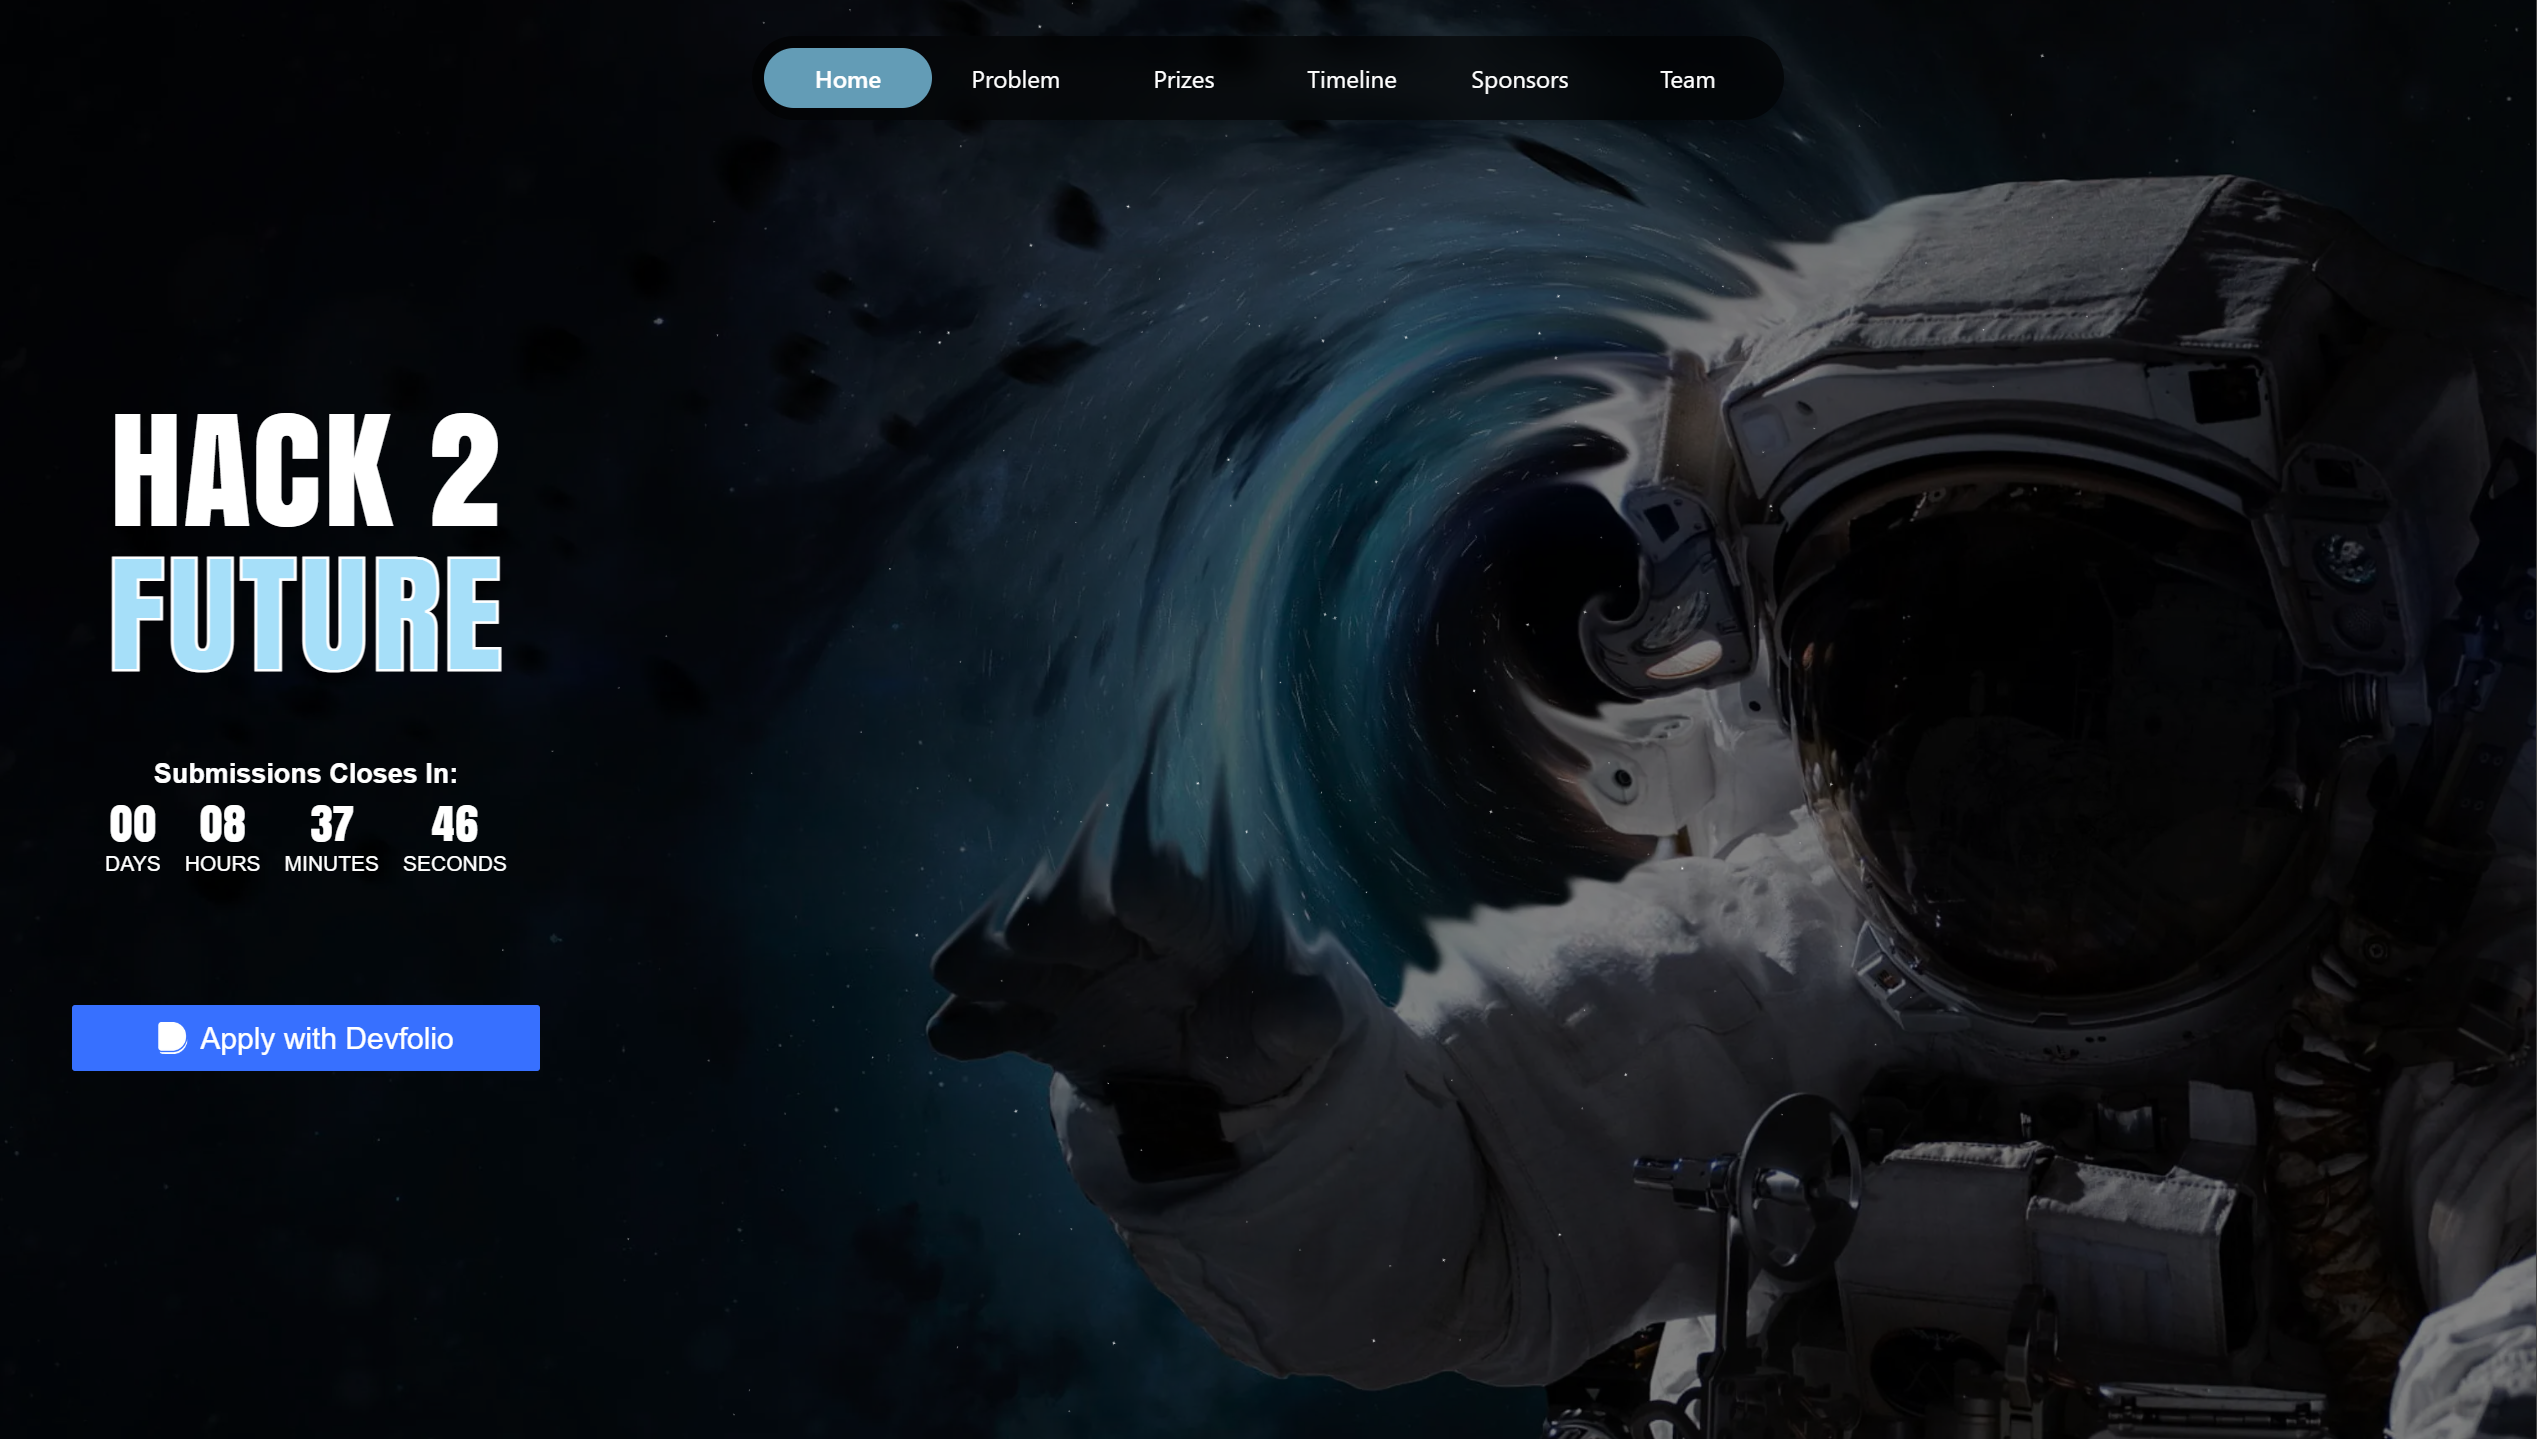 Home Problem Prizes Timeline Sponsors Team
HACK 2
FUTURE
Submissions Closes In:
00 08 37 46
DAYS HOURS MINUTES SECONDS
Apply with Devfolio